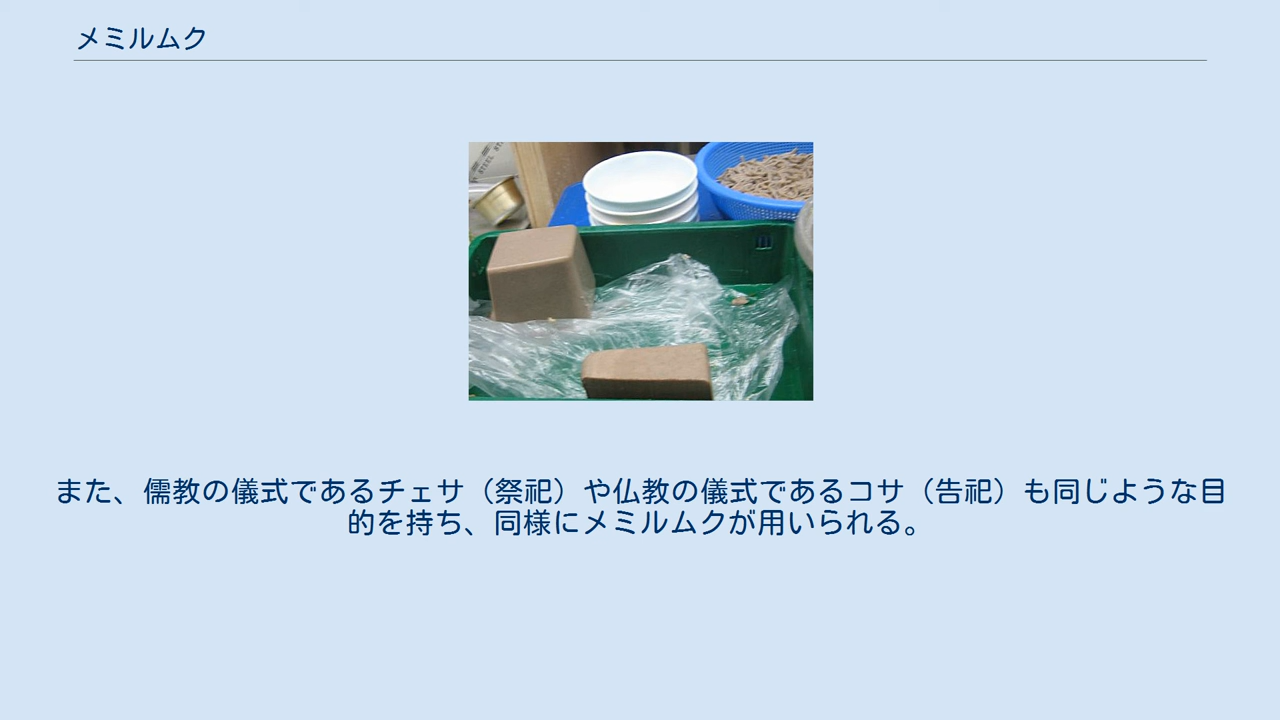 メミルムク
また、儒教の儀式であるチェサ（祭祀）や仏教の儀式であるコサ（告祀）も同じような目
的を持ち、同様にメミルムクが用いられる。